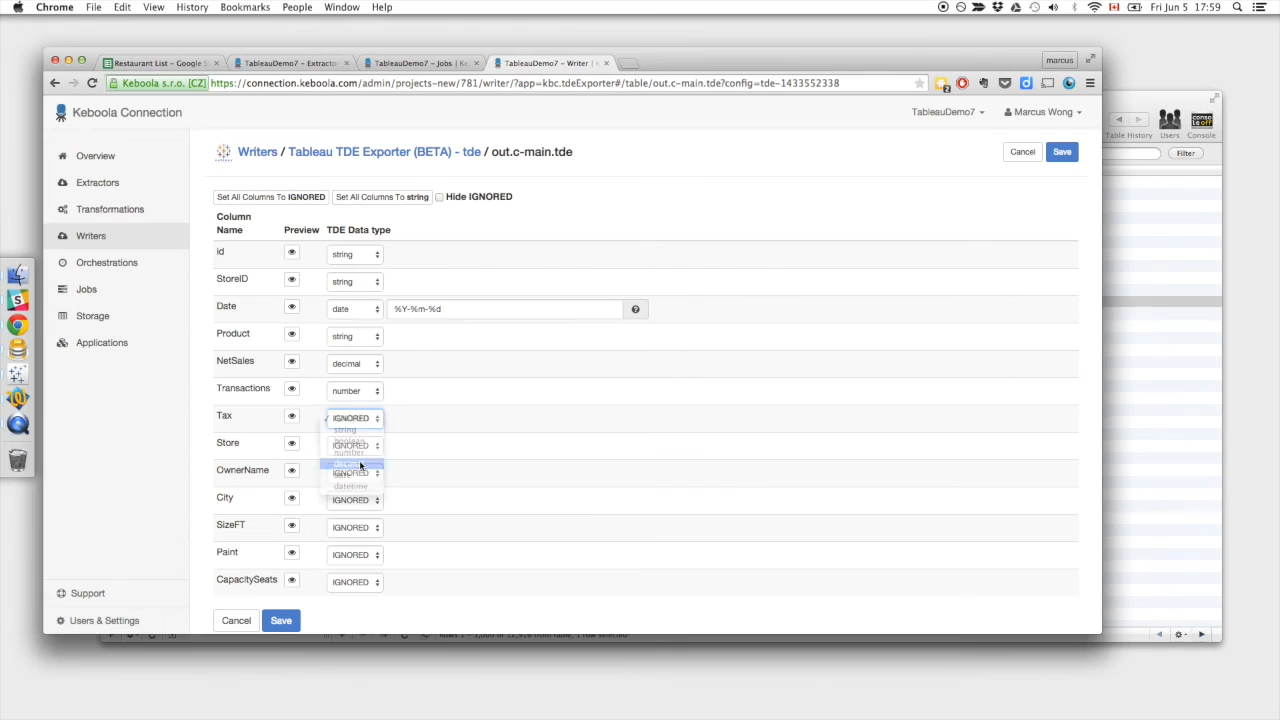 Chrome File Edit View History Bookmarks People Window Help Fri Jun 5 17:59
Restaurant List - Google S TableauDemo7 - Extracto TableauDemo7 - Jobs | Ke TableauDemo7 - Writer | marcus
Keboola s.r.o. [CZ] https://connection.keboola.com/admin/projects-new/781/writer/?app=kbc.tdeExporter#/table/out.c-main.tde?config=tde-1433552338
Keboola Connection TableauDemo7 Marcus Wong
Table History Users Console
Filter
Overview
Extractors
Transformations
Writers
Orchestrations
Jobs
Storage
Applications
Support
Users & Settings
Writers / Tableau TDE Exporter (BETA) - tde / out.c-main.tde Cancel Save
Set All Columns To IGNORED Set All Columns To string Hide IGNORED
Column Name Preview TDE Data type
id string
StoreID string
Date date %Y-%m-%d
Product string
NetSales decimal
Transactions number
Tax IGNORED
string
boolean
Store IGNORED
number
decimal
OwnerName IGNORED
datetime
City IGNORED
SizeFT IGNORED
Paint IGNORED
CapacitySeats IGNORED
Cancel Save